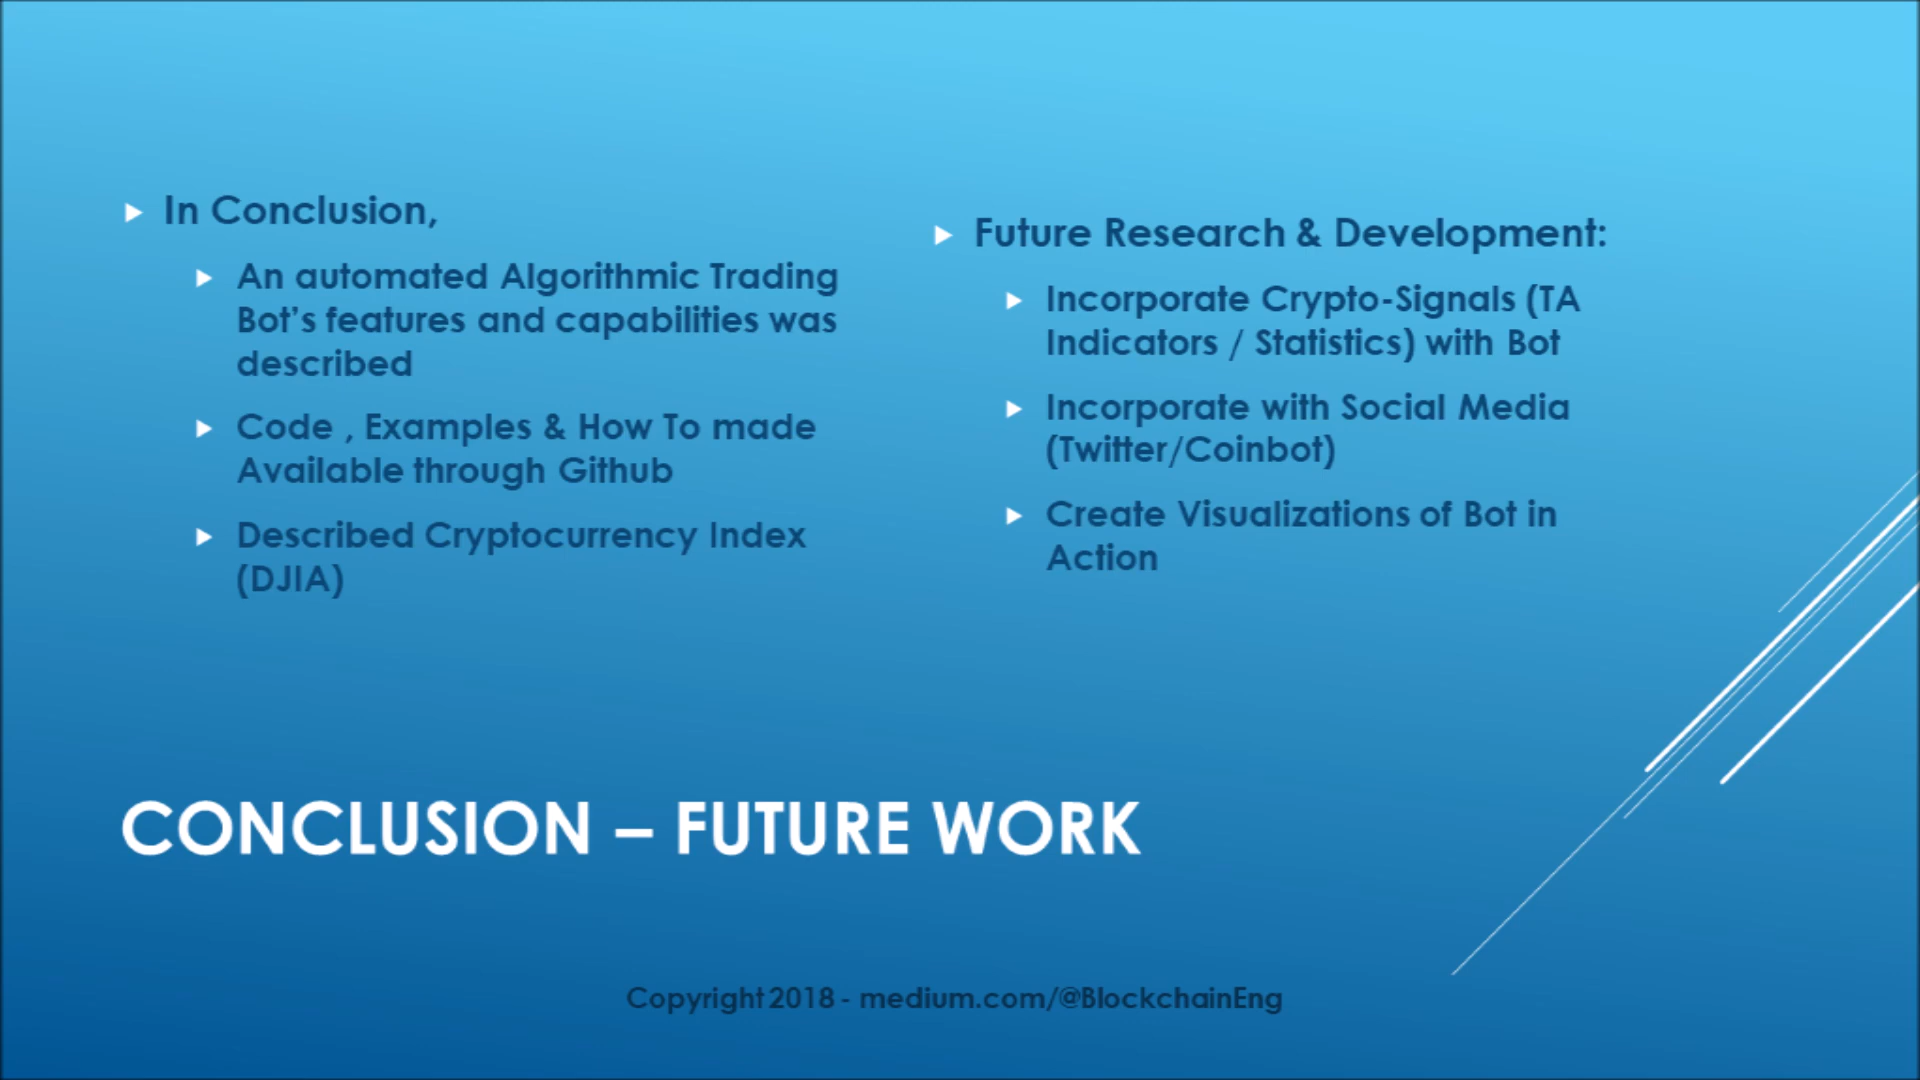 In Conclusion,
An automated Algorithmic Trading
Bot's features and capabilities was
described
Code , Examples & How To made
Available through Github
Described Cryptocurrency Index
(DJIA)
Future Research & Development:
Incorporate Crypto-Signals (TA
Indicators / Statistics) with Bot
Incorporate with Social Media
(Twitter/Coinbot)
Create Visualizations of Bot in
Action
CONCLUSION – FUTURE WORK
Copyright 2018 - medium.com/@BlockchainEng